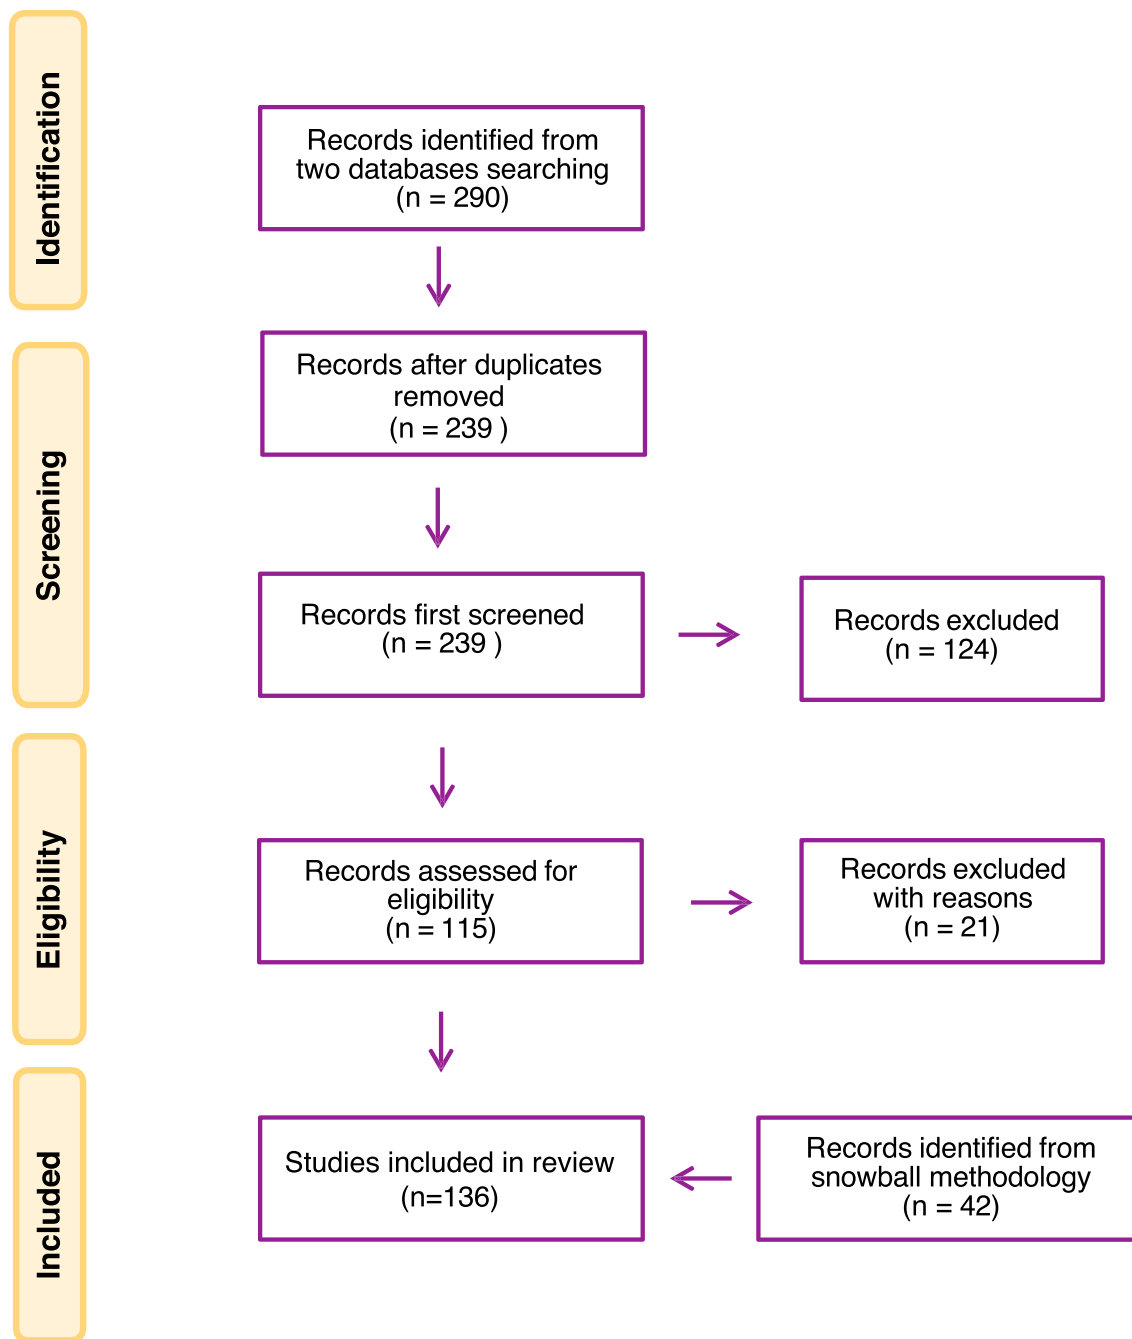 Identification
Records identified from
two databases searching
(n = 290)
Screening
Records after duplicates
removed
(n = 239 )
Records first screened
(n = 239 )
Records excluded
(n = 124)
Eligibility
Records assessed for
eligibility
(n = 115)
Records excluded
with reasons
(n = 21)
Included
Studies included in review
(n=136)
Records identified from
snowball methodology
(n = 42)